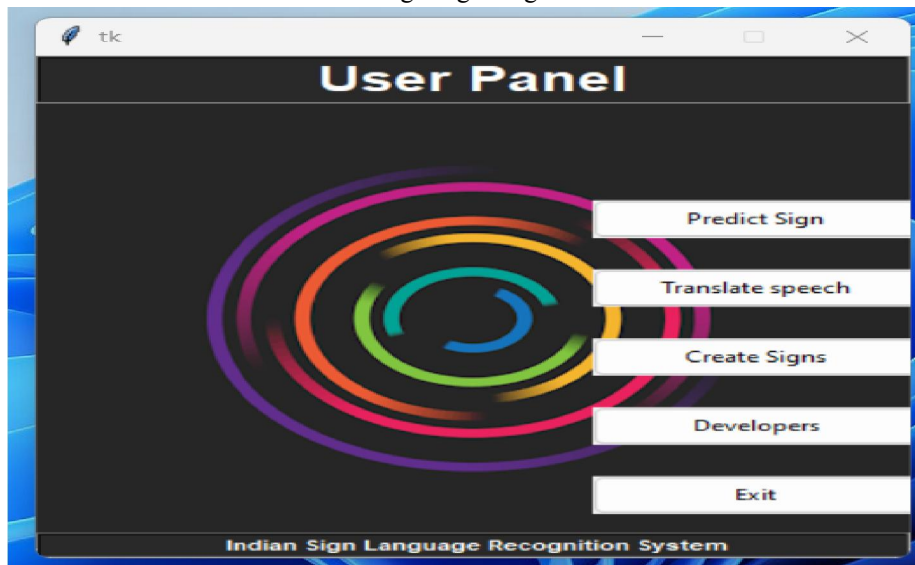 tk
User Panel
Predict Sign
Translate speech
Create Signs
Developers
Exit
Indian Sign Language Recognition System